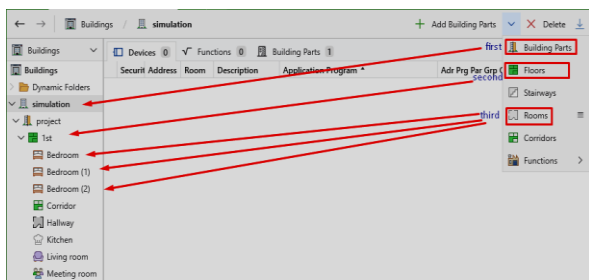 Buildings / simulation + Add Building Parts Delete
Buildings Devices 0 Functions 0 Building Parts 1 first Building Parts
Buildings Securit Address Room Description Application Program Adr Prg Par Grp C Floors
Dynamic Folders second
simulation Stairways
project third Rooms
1st Corridors
Bedroom Functions
Bedroom (1)
Bedroom (2)
Corridor
Hallway
Kitchen
Living room
Meeting room